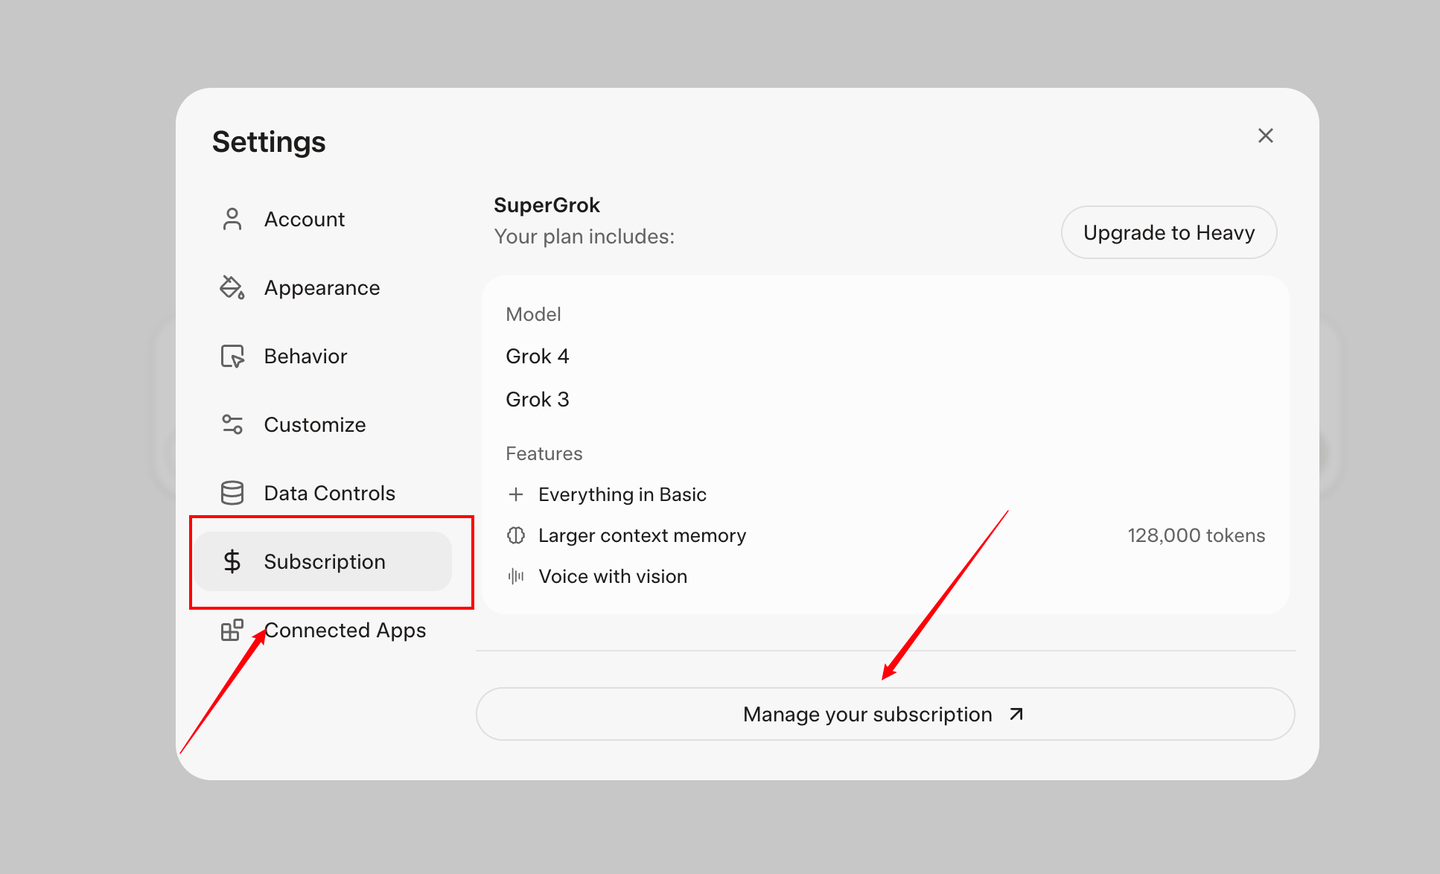 Settings
Account
Appearance
Behavior
Customize
Data Controls
Subscription
Connected Apps
SuperGrok
Your plan includes:
Upgrade to Heavy
Model
Grok 4
Grok 3
Features
Everything in Basic
Larger context memory 128,000 tokens
Voice with vision
Manage your subscription